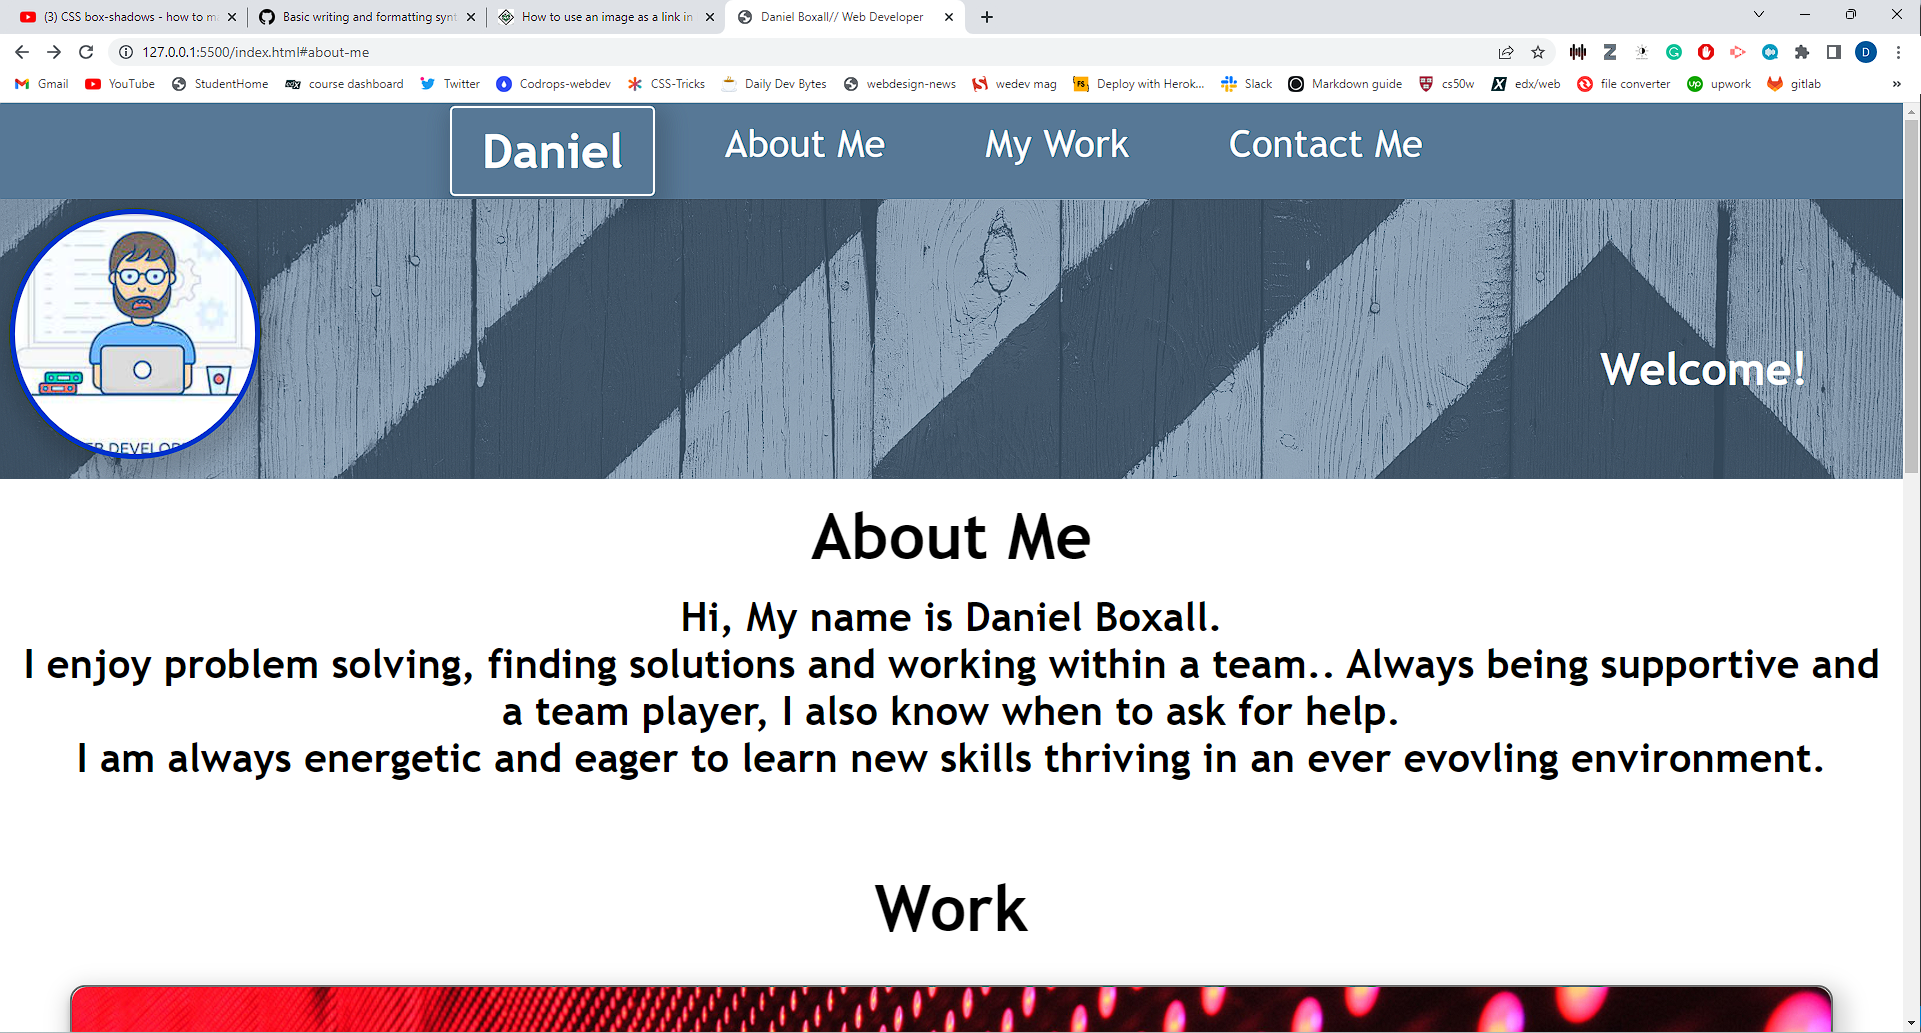 (3) CSS box-shadows - how to m
Basic writing and formatting synt
How to use an image as a link in
Daniel Boxall// Web Developer
127.0.0.1:5500/index.html#about-me
D
Gmail
YouTube
StudentHome
course dashboard
Twitter
Codrops-webdev
CSS-Tricks
Daily Dev Bytes
webdesign-news
wedev mag
FS
Deploy with Herok...
Slack
Markdown guide
cs50w
edx/web
file converter
up
upwork
gitlab
»
Daniel
About Me
My Work
Contact Me
Welcome!
About Me
Hi, My name is Daniel Boxall.
I enjoy problem solving, finding solutions and working within a team.. Always being supportive and
a team player, I also know when to ask for help.
I am always energetic and eager to learn new skills thriving in an ever evovling environment.
Work